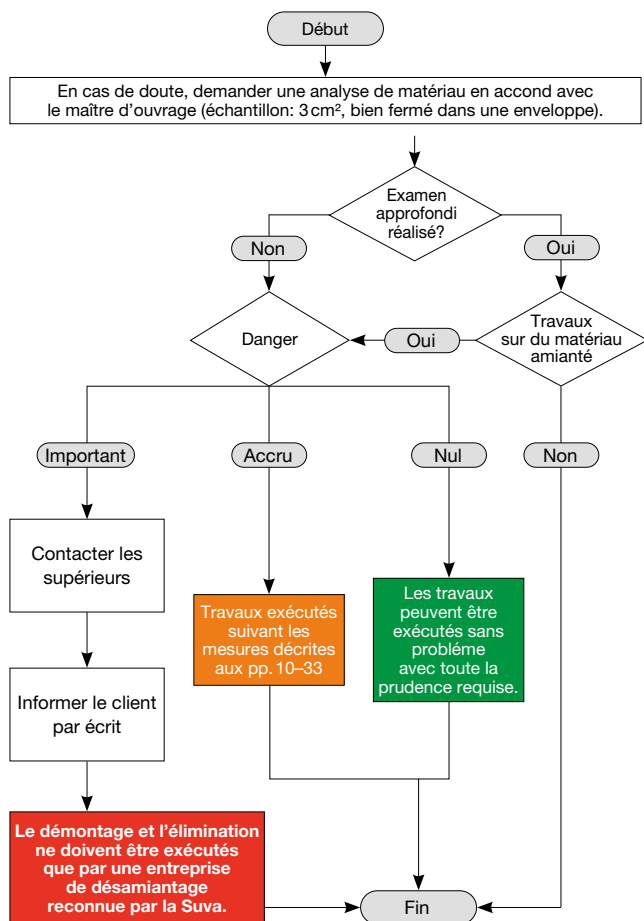 Début
En cas de doute, demander une analyse de matériau en accond avec
le maître d’ouvrage (échantillon: 3 cm², bien fermé dans une enveloppe).
Examen
approfondi
réalisé?
Non
Oui
Danger
Oui
Travaux
sur du matériau
amianté
Important
Accru
Nul
Non
Contacter les
supérieurs
Travaux exécutés
suivant les
mesures décrites
aux pp. 10–33
Les travaux
peuvent être
exécutés sans
probléme
avec toute la
prudence requise.
Informer le client
par écrit
Le démontage et l’élimination
ne doivent être exécutés
que par une entreprise
de désamiantage
reconnue par la Suva.
Fin